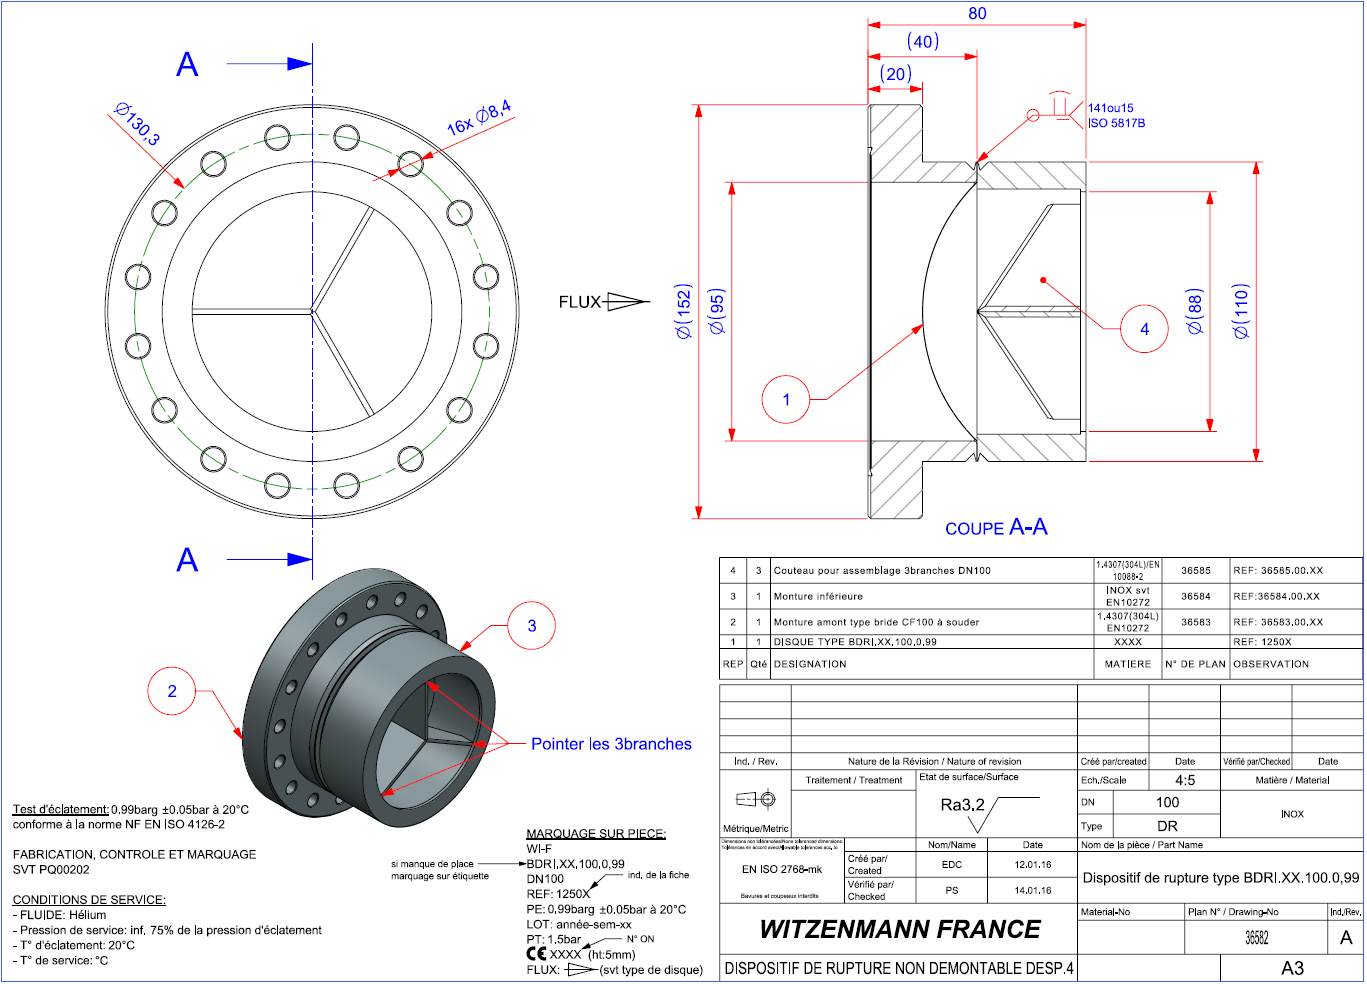 A
Ø130,3
16x Ø8,4
A
80
(40)
(20)
141ou15
ISO 5817B
FLUX
Ø(152)
Ø(95)
Ø(88)
Ø(110)
1
4
COUPE A-A
3
2
Pointer les 3branches
Test d'éclatement: 0.99barg ±0.05bar à 20°C
conforme à la norme NF EN ISO 4126-2
FABRICATION, CONTROLE ET MARQUAGE
SVT PQ00202
CONDITIONS DE SERVICE:
- FLUIDE: Hélium
- Pression de service: inf. 75% de la pression d'éclatement
- T° d'éclatement: 20°C
- T° de service: °C
si manque de place
marquage sur étiquette
MARQUAGE SUR PIECE:
WI-F
BDRI.XX.100.0,99
DN100
ind. de la fiche
REF: 1250X
PE: 0,99barg ±0.05bar à 20°C
LOT: année-sem-xx
PT: 1.5bar
N° ON
CE XXXX (ht:5mm)
FLUX: (svt type de disque)
4 3 Couteau pour assemblage 3branches DN100 1.4307(304L)/EN 10088-2 36585 REF: 36585.00.XX
3 1 Monture inférieure INOX svt EN10272 36584 REF:36584.00.XX
2 1 Monture amont type bride CF100 à souder 1.4307(304L) EN10272 36583 REF: 36583.00.XX
1 1 DISQUE TYPE BDRI.XX.100.0,99 XXXX REF: 1250X
REP Qté DESIGNATION MATIERE N° DE PLAN OBSERVATION
Ind. / Rev. Nature de la Révision / Nature of revision Créé par/created Date Vérifié par/Checked Date
Traitement / Treatment
Etat de surface/Surface
Ra3.2
Métrique/Metric
Ech./Scale 4:5
Matière / Material
DN 100
INOX
Type DR
Dimensions non tolérancées/None toleranced dimensions:
EN ISO 2768-mk
Bavures et coupeaux interdits
Nom/Name Date
Créé par/ Created EDC 12.01.16
Vérifié par/ Checked PS 14.01.16
Nom de la pièce / Part Name
Dispositif de rupture type BDRI.XX.100.0,99
WITZENMANN FRANCE
Material-No Plan N° / Drawing-No Ind./Rev.
36582 A
DISPOSITIF DE RUPTURE NON DEMONTABLE DESP.4
A3